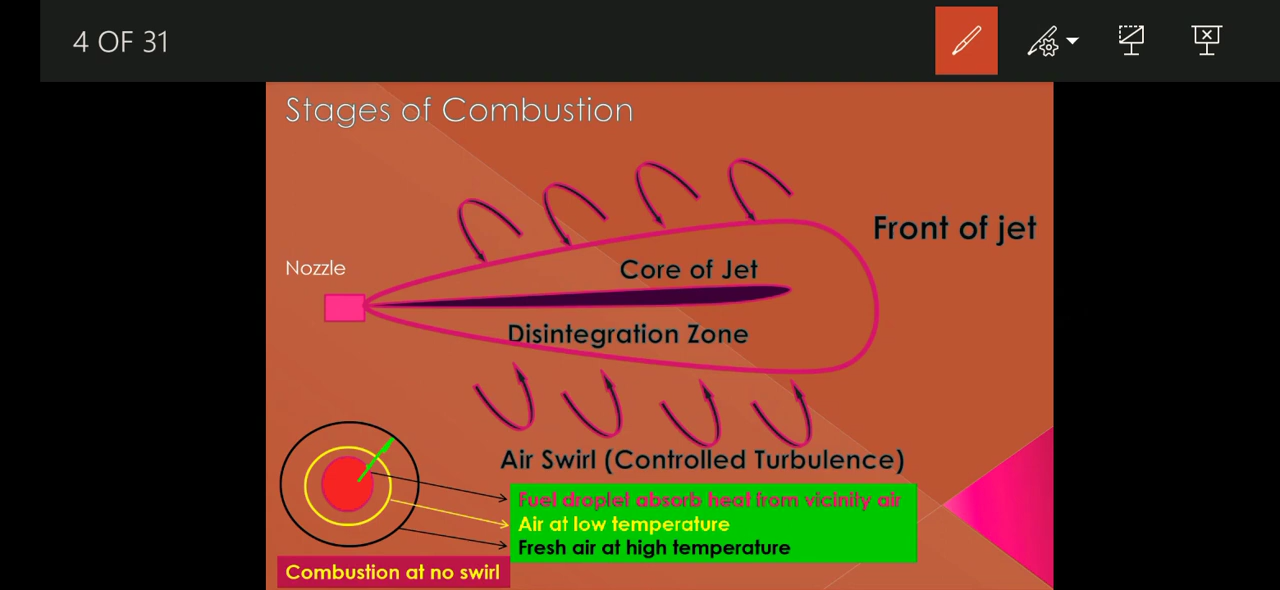 4 OF 31
Stages of Combustion
Front of jet
Nozzle
Core of Jet
Disintegration Zone
Air Swirl (Controlled Turbulence)
Fuel droplet absorb heat from vicinity air
Air at low temperature
Fresh air at high temperature
Combustion at no swirl